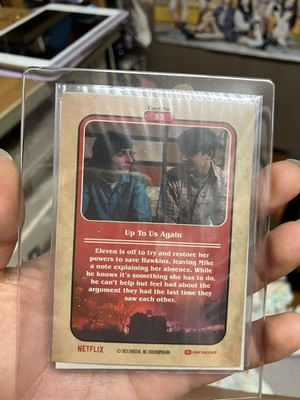 Card No.
53
Up To Us Again
Eleven is off to try and restore her
powers to save Hawkins, leaving Mike
a note explaining her absence. While
he knows it's something she has to do,
he can't help but feel bad about the
argument they had the last time they
saw each other.
NETFLIX